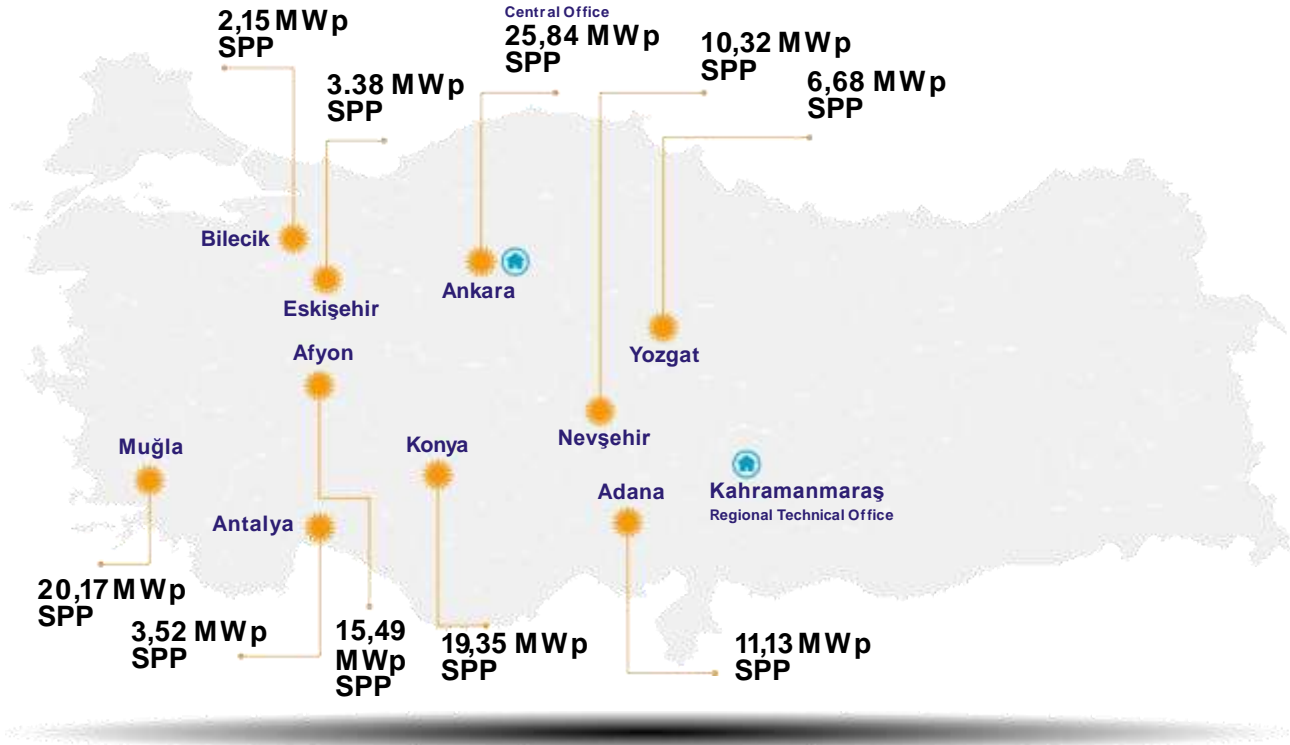 2,15 MWp
SPP
Central Office
25,84 MWp
SPP
10,32 MWp
SPP
3.38 MWp
SPP
6,68 MWp
SPP
Bilecik
Eskişehir
Ankara
Afyon
Yozgat
Muğla
Konya
Nevşehir
Antalya
Adana
Kahramanmaraş
Regional Technical Office
20,17 MWp
SPP
3,52 MWp
SPP
15,49
MWp
SPP
19,35 MWp
SPP
11,13 MWp
SPP